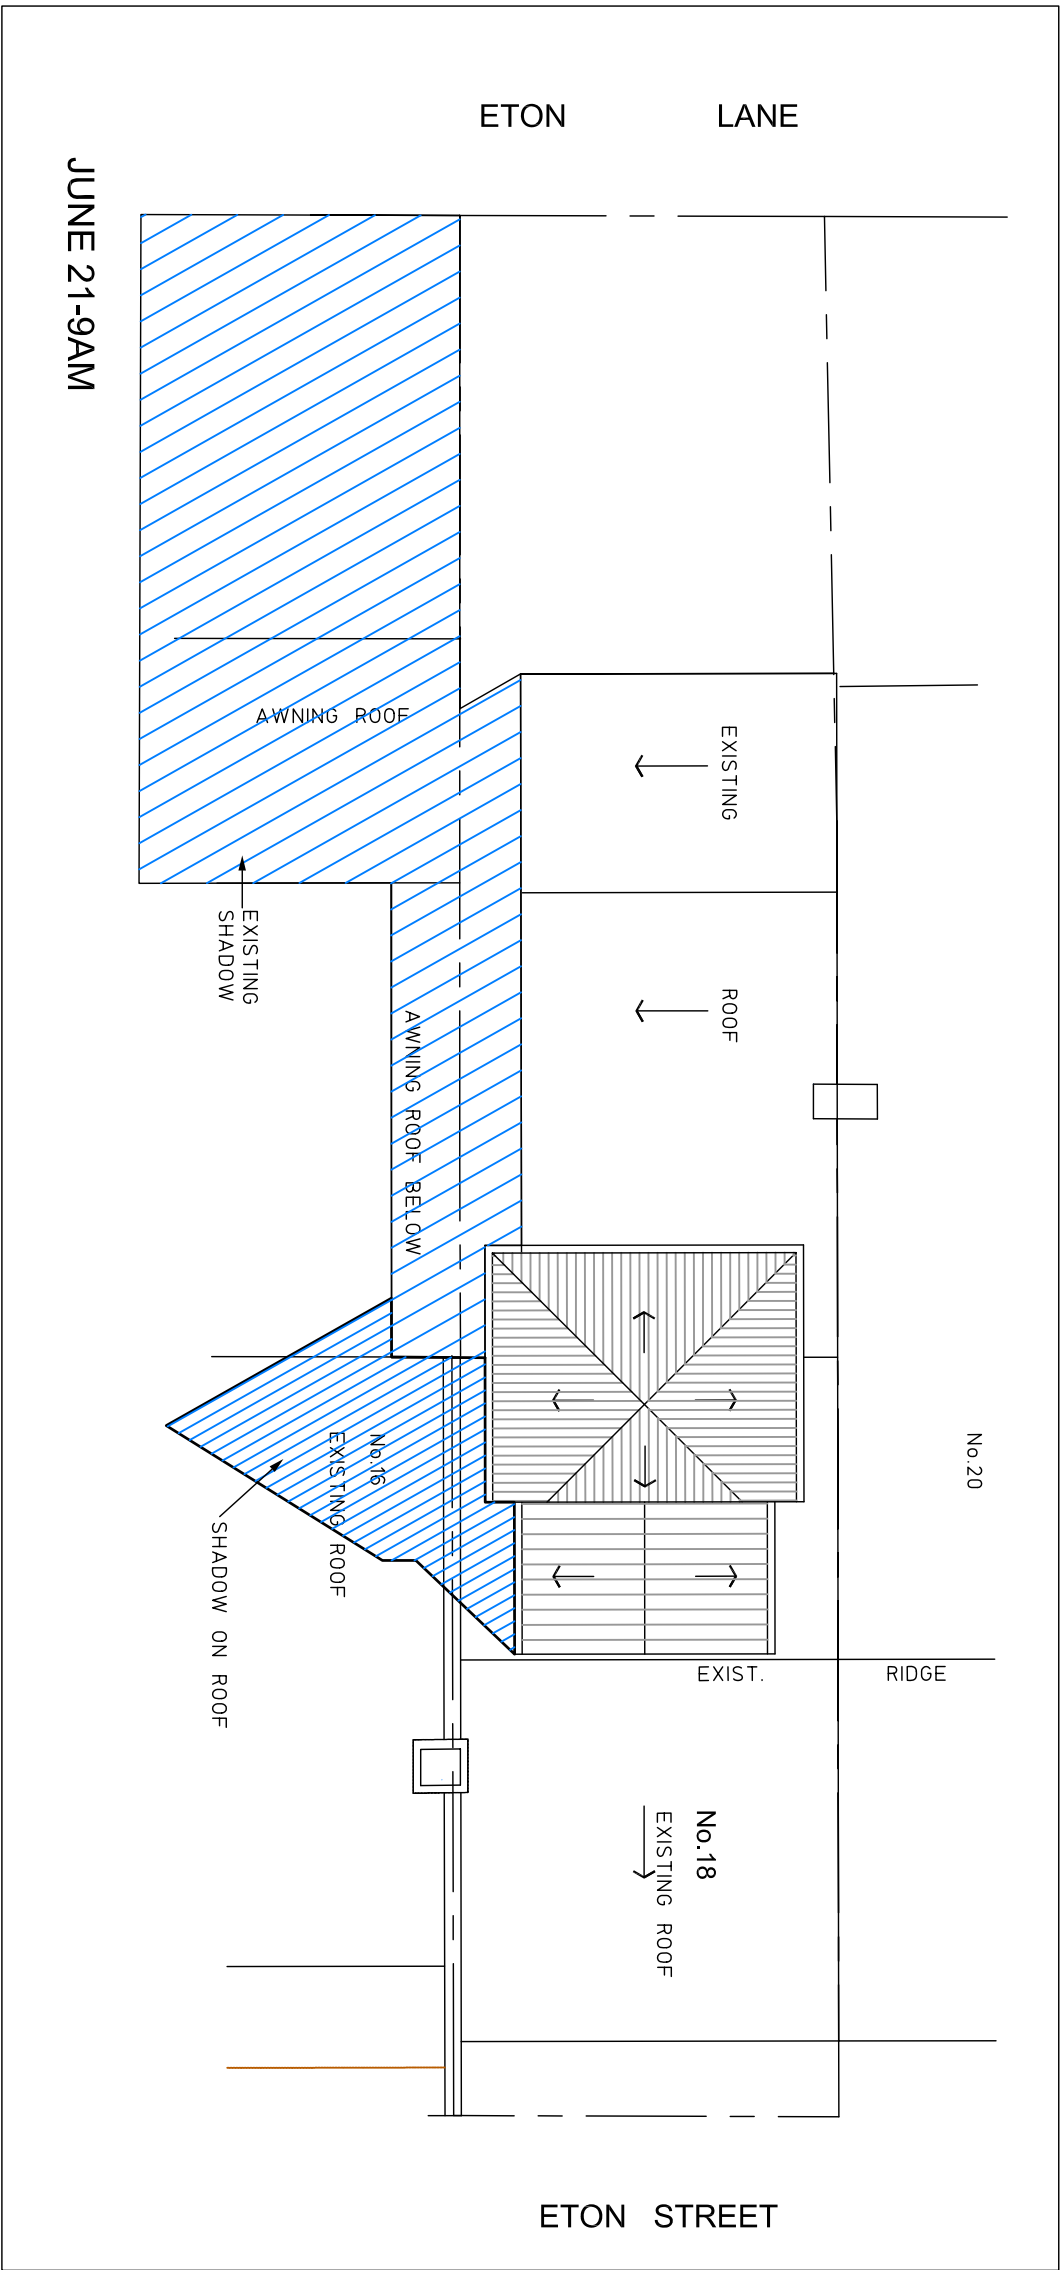 ETON LANE
JUNE 21-9AM
AWNING ROOF
EXISTING
EXISTING
SHADOW
ROOF
AWNING ROOF BELOW
No.20
No.16
EXISTING ROOF
SHADOW ON ROOF
EXIST. RIDGE
No.18
EXISTING ROOF
ETON STREET